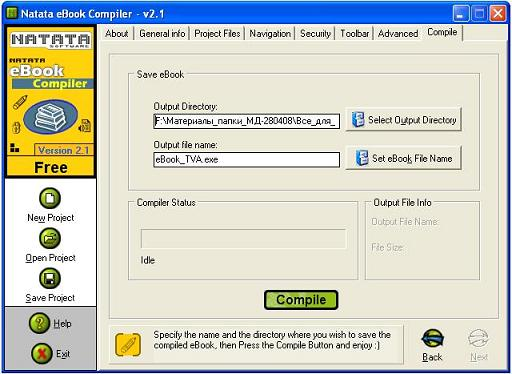 Natata eBook Compiler - v2.1
NATATA
SOFTWARE
NATATA
eBook
Compiler
Version 2.1
Free
New Project
Open Project
Save Project
Help
Exit
About General info Project Files Navigation Security Toolbar Advanced Compile
Save eBook
Output Directory:
F:\Материалы_папки_МД-280408\Все_для_
Select Output Directory
Output file name:
eBook_TVA.exe
Set eBook File Name
Compiler Status
Idle
Output File Info
Output File Name:
File Size:
Compile
Specify the name and the directory where you wish to save the
compiled eBook, then Press the Compile Button and enjoy :)
Back
Next